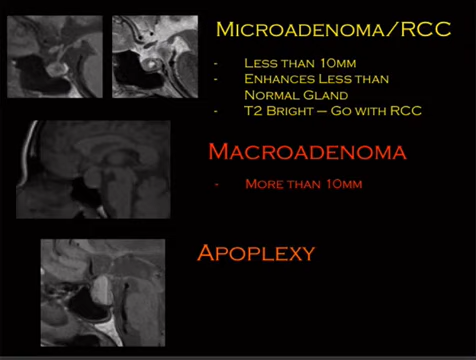 Microadenoma/RCC
- Less than 10mm
- Enhances Less than
Normal Gland
- T2 Bright – Go with RCC
Macroadenoma
- More than 10mm
Apoplexy